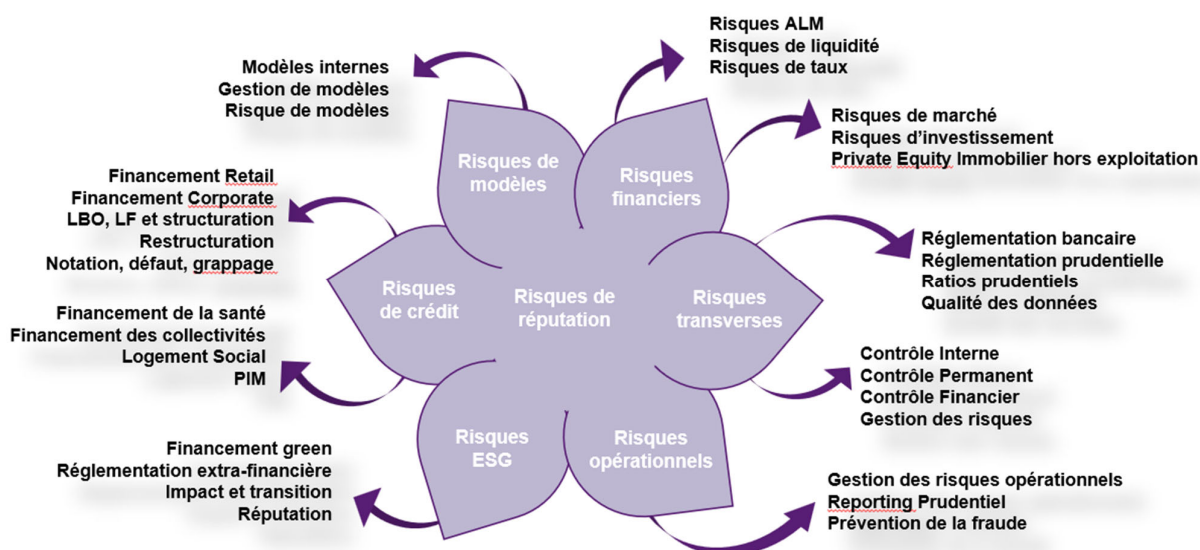 Modèles internes
Gestion de modèles
Risque de modèles
Risques ALM
Risques de liquidité
Risques de taux
Risques de marché
Risques d'investissement
Private Equity Immobilier hors exploitation
Financement Retail
Financement Corporate
LBO, LF et structuration
Restructuration
Notation, défaut, grappage
Risques de
modèles
Risques
financiers
Réglementation bancaire
Réglementation prudentielle
Ratios prudentiels
Qualité des données
Risques
de crédit
Risques de
réputation
Risques
transverses
Financement de la santé
Financement des collectivités
Logement Social
PIM
Contrôle Interne
Contrôle Permanent
Contrôle Financier
Gestion des risques
Risques
ESG
Risques
opérationnels
Financement green
Réglementation extra-financière
Impact et transition
Réputation
Gestion des risques opérationnels
Reporting Prudentiel
Prévention de la fraude